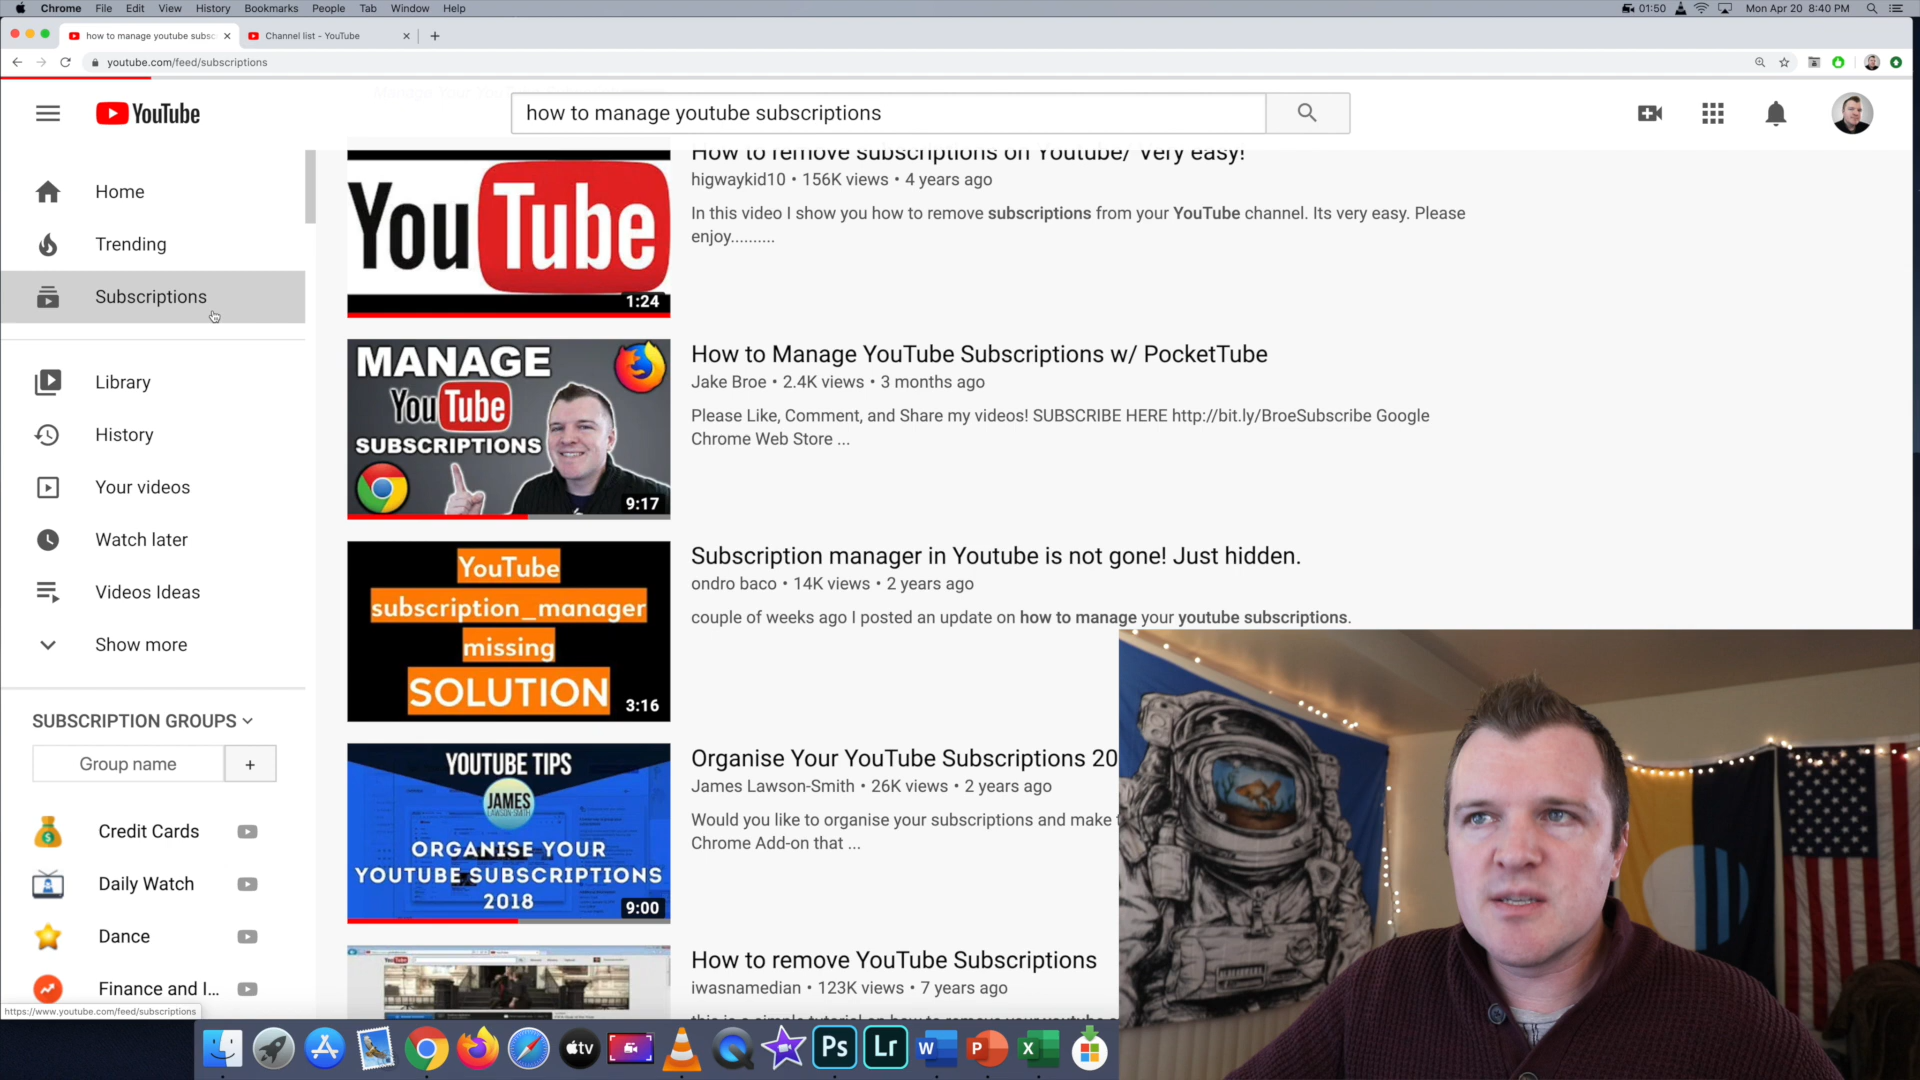 Chrome File Edit View History Bookmarks People Tab Window Help
01:50 Mon Apr 20 8:40 PM
how to manage youtube subsc
Channel list - YouTube
youtube.com/feed/subscriptions
YouTube
how to manage youtube subscriptions
Home
Trending
Subscriptions
Library
History
Your videos
Watch later
Videos Ideas
Show more
SUBSCRIPTION GROUPS
Group name
+
Credit Cards
Daily Watch
Dance
Finance and I...
https://www.youtube.com/feed/subscriptions
YouTube
1:24
How to remove subscriptions on Youtube/ Very easy!
higwaykid10 • 156K views • 4 years ago
In this video I show you how to remove subscriptions from your YouTube channel. Its very easy. Please
enjoy..........
MANAGE
YouTube
SUBSCRIPTIONS
9:17
How to Manage YouTube Subscriptions w/ PocketTube
Jake Broe • 2.4K views • 3 months ago
Please Like, Comment, and Share my videos! SUBSCRIBE HERE http://bit.ly/BroeSubscribe Google
Chrome Web Store ...
YouTube
subscription_manager
missing
SOLUTION
3:16
Subscription manager in Youtube is not gone! Just hidden.
ondro baco • 14K views • 2 years ago
couple of weeks ago I posted an update on how to manage your youtube subscriptions.
YOUTUBE TIPS
JAMES
LAWSON-SMITH
ORGANISE YOUR
YOUTUBE SUBSCRIPTIONS
2018
9:00
Organise Your YouTube Subscriptions 20
James Lawson-Smith • 26K views • 2 years ago
Would you like to organise your subscriptions and make
Chrome Add-on that ...
How to remove YouTube Subscriptions
iwasnamedian • 123K views • 7 years ago
tv
Ps
Lr
W
P
X